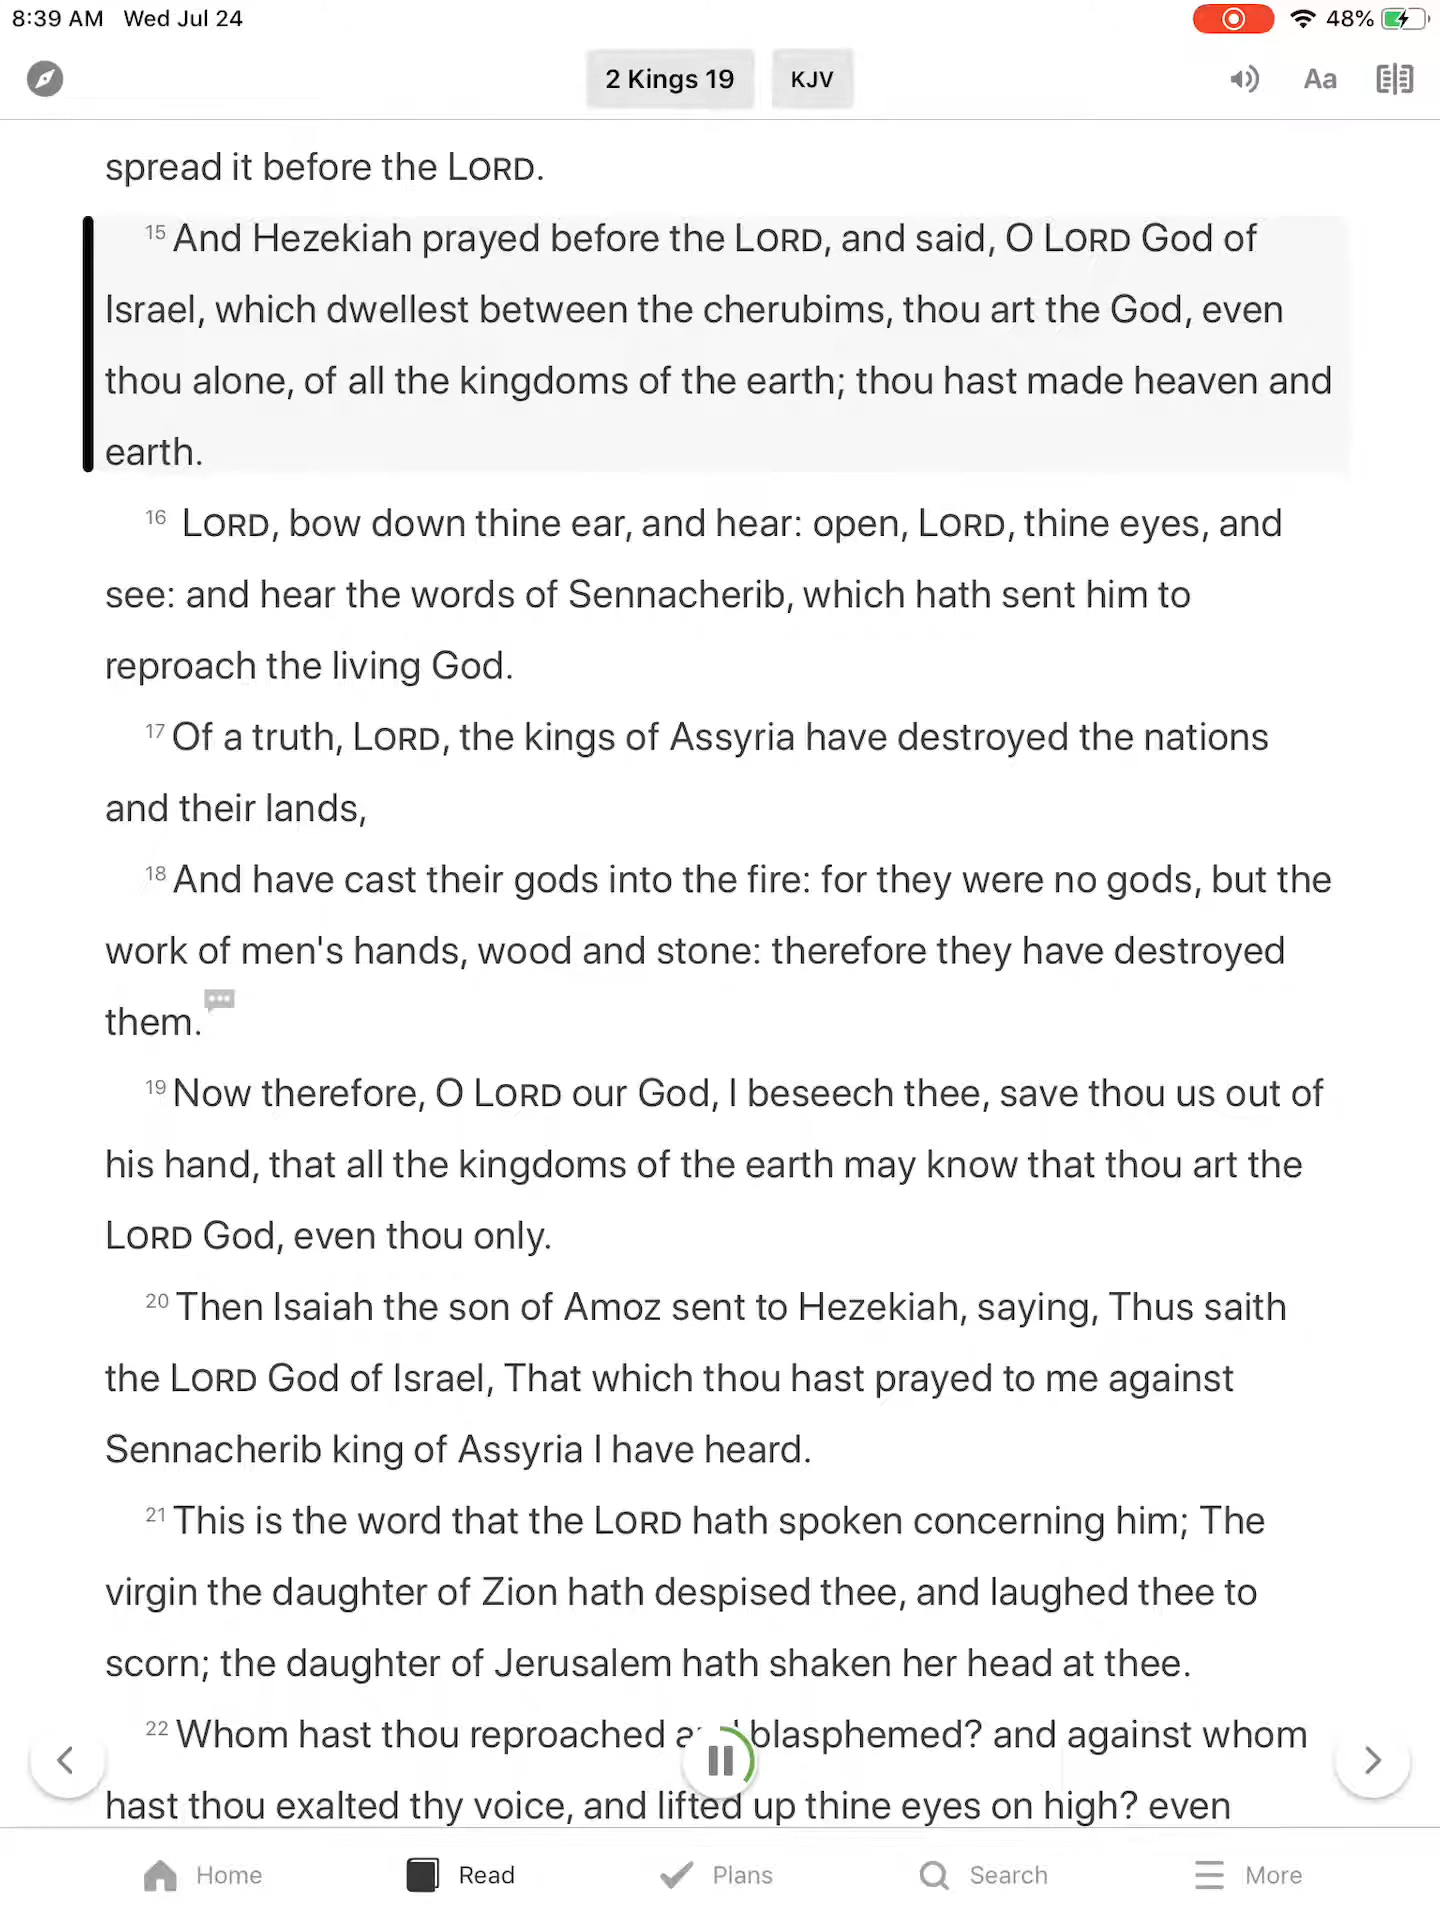 8:39 AM Wed Jul 24 48%
2 Kings 19 KJV Aa
spread it before the LORD.
15 And Hezekiah prayed before the LORD, and said, O LORD God of
Israel, which dwellest between the cherubims, thou art the God, even
thou alone, of all the kingdoms of the earth; thou hast made heaven and
earth.
16 LORD, bow down thine ear, and hear: open, LORD, thine eyes, and
see: and hear the words of Sennacherib, which hath sent him to
reproach the living God.
17 Of a truth, LORD, the kings of Assyria have destroyed the nations
and their lands,
18 And have cast their gods into the fire: for they were no gods, but the
work of men's hands, wood and stone: therefore they have destroyed
them.
19 Now therefore, O LORD our God, I beseech thee, save thou us out of
his hand, that all the kingdoms of the earth may know that thou art the
LORD God, even thou only.
20 Then Isaiah the son of Amoz sent to Hezekiah, saying, Thus saith
the LORD God of Israel, That which thou hast prayed to me against
Sennacherib king of Assyria I have heard.
21 This is the word that the LORD hath spoken concerning him; The
virgin the daughter of Zion hath despised thee, and laughed thee to
scorn; the daughter of Jerusalem hath shaken her head at thee.
22 Whom hast thou reproached blasphemed? and against whom
hast thou exalted thy voice, and lifted up thine eyes on high? even
Home Read Plans Search More